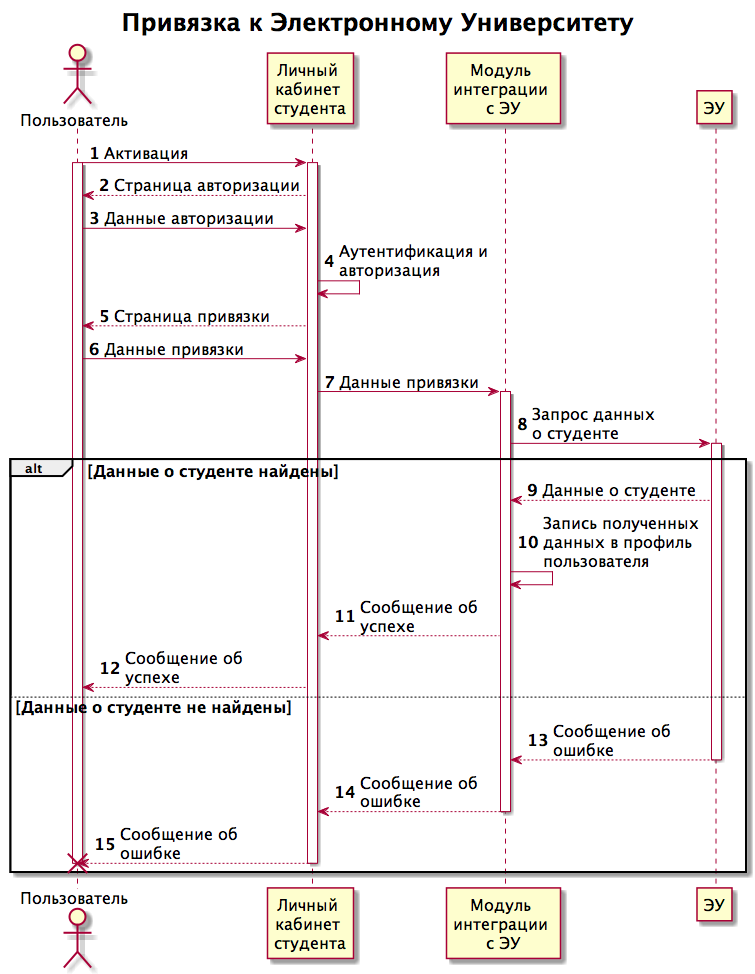 Привязка к Электронному Университету
Пользователь
Личный
кабинет
студента
Модуль
интеграции
с ЭУ
ЭУ
1 Активация
2 Страница авторизации
3 Данные авторизации
4 Аутентификация и
авторизация
5 Страница привязки
6 Данные привязки
7 Данные привязки
8 Запрос данных
о студенте
alt
[Данные о студенте найдены]
9 Данные о студенте
10 Запись полученных
данных в профиль
пользователя
11 Сообщение об
успехе
12 Сообщение об
успехе
[Данные о студенте не найдены]
13 Сообщение об
ошибке
14 Сообщение об
ошибке
15 Сообщение об
ошибке
Пользователь
Личный
кабинет
студента
Модуль
интеграции
с ЭУ
ЭУ